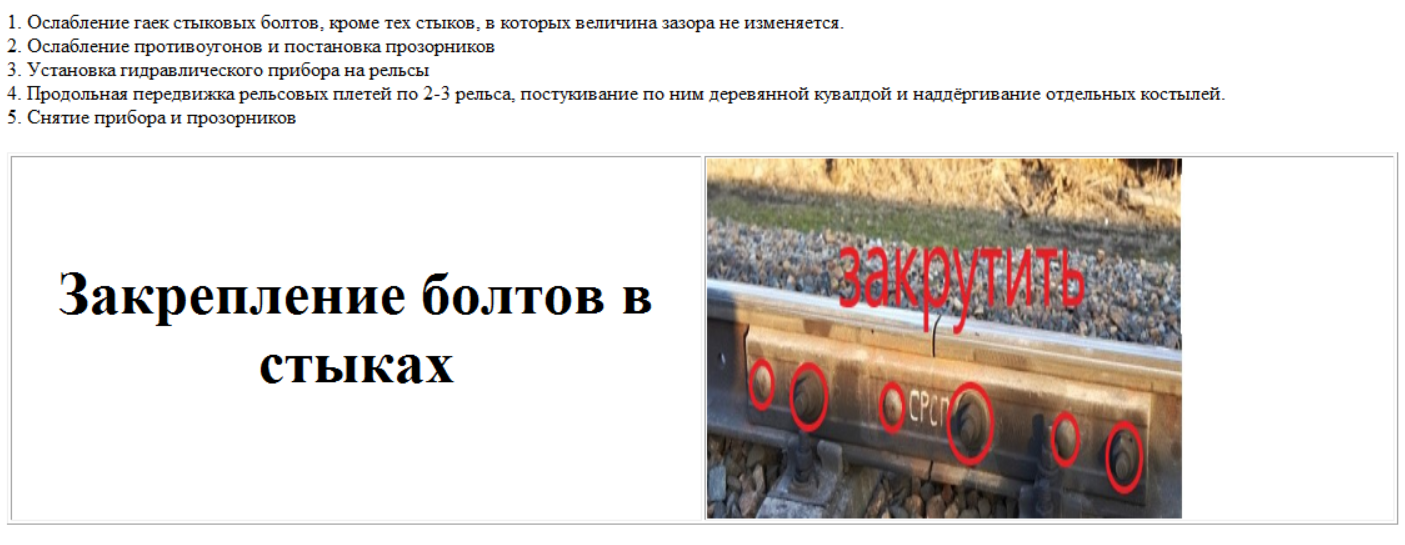 1. Ослабление гаек стыковых болтов, кроме тех стыков, в которых величина зазора не изменяется.
2. Ослабление противоугонов и постановка прозорников
3. Установка гидравлического прибора на рельсы
4. Продольная передвижка рельсовых плетей по 2-3 рельса, постукивание по ним деревянной кувалдой и наддёргивание отдельных костылей.
5. Снятие прибора и прозорников
Закрепление болтов в
стыках
закрутить
СРСП